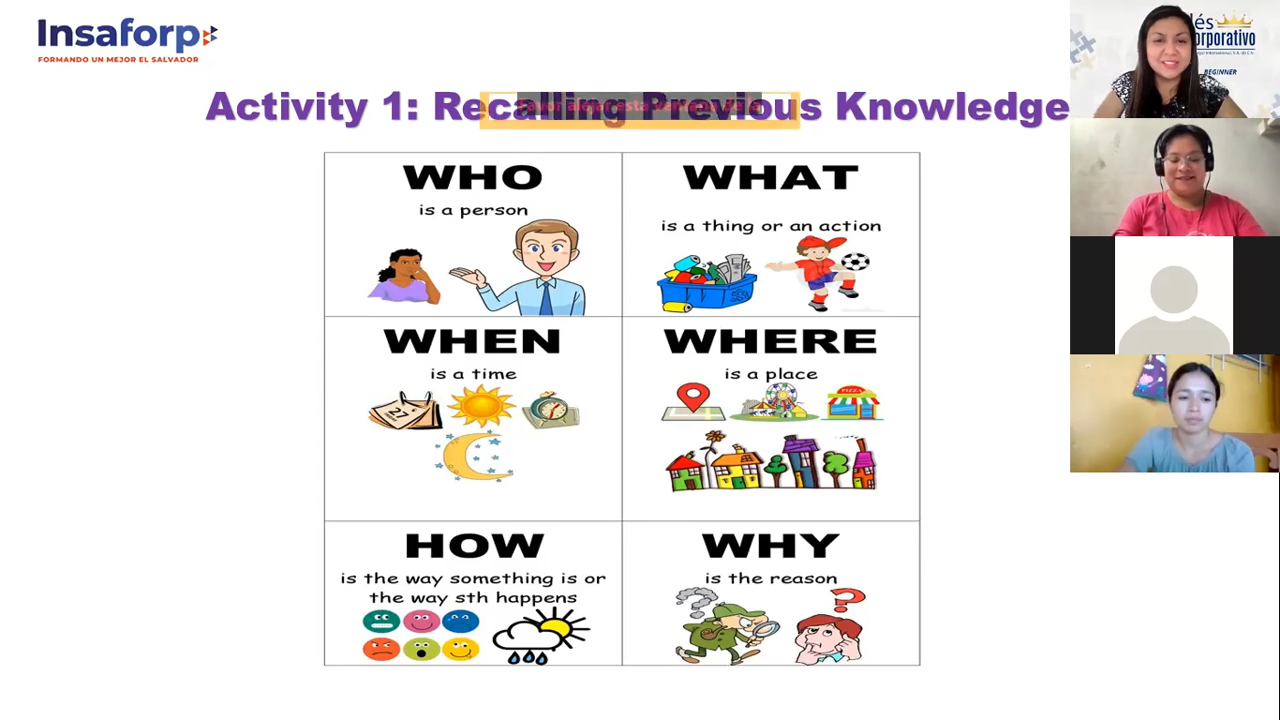 Insaforp
FORMANDO UN MEJOR EL SALVADOR
Activity 1: Recalling Previous Knowledge
WHO
is a person
WHAT
is a thing or an action
WHEN
is a time
27
WHERE
is a place
PIZZA
HOW
is the way something is or
the way sth happens
WHY
is the reason
BEGINNER